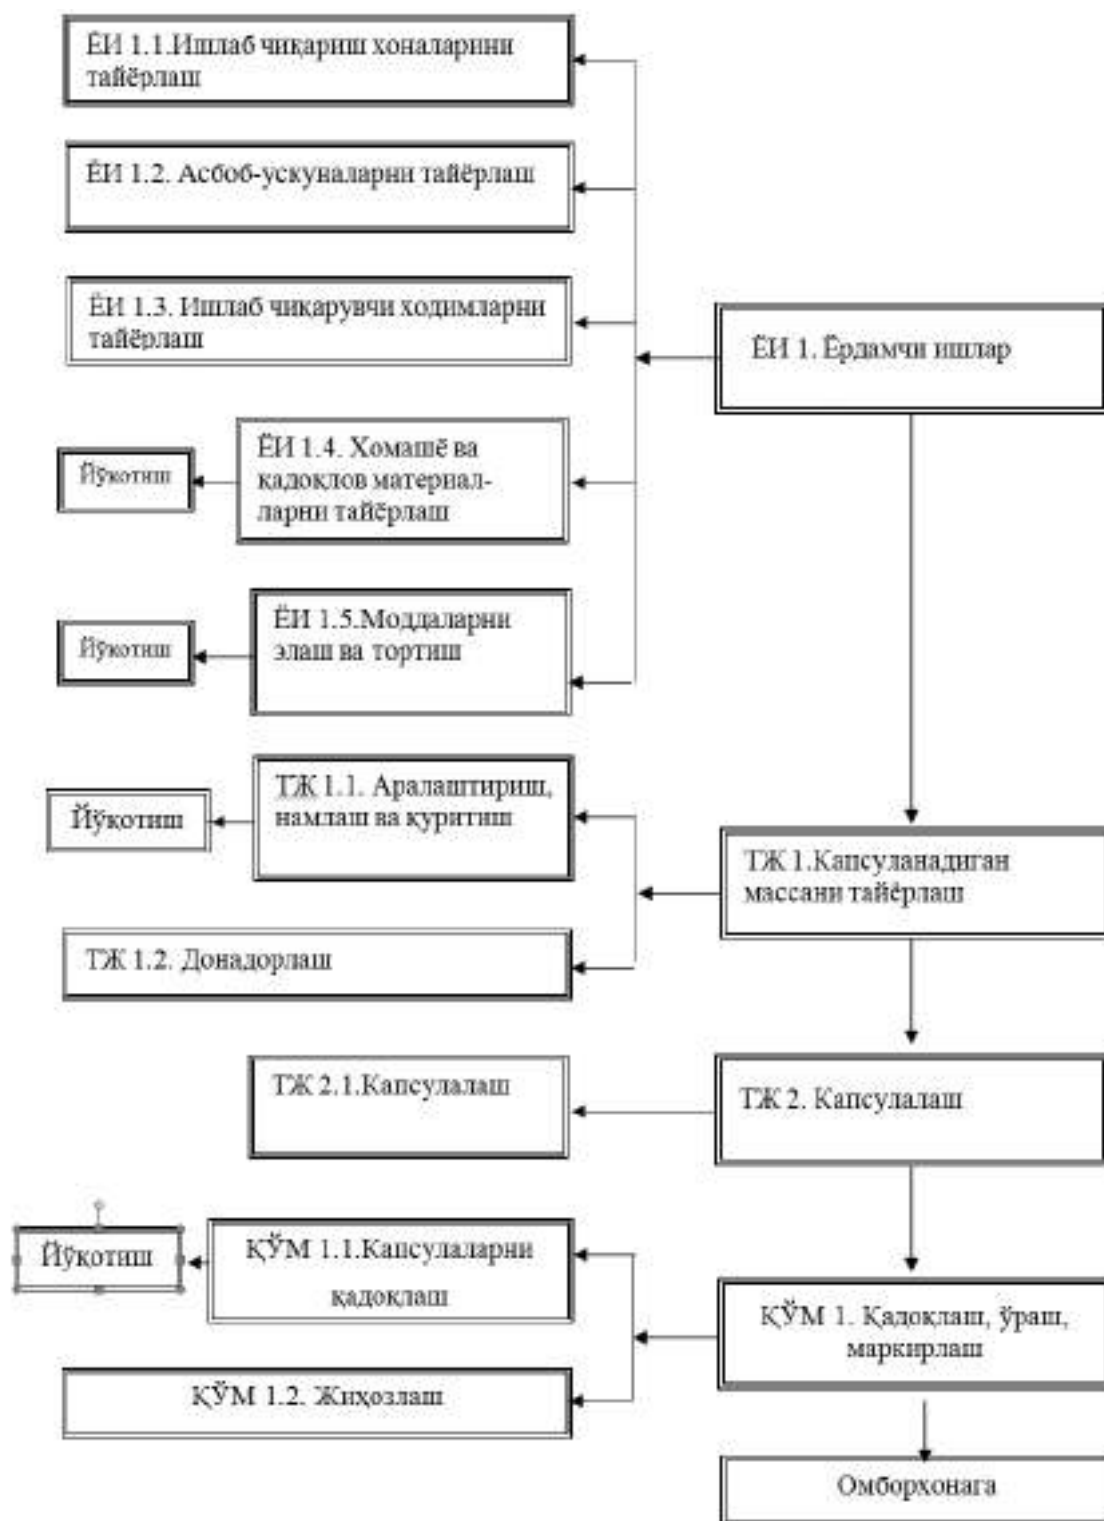 ЁИ 1.1.Ишлаб чиқариш хоналарини
тайёрлаш
ЁИ 1.2. Асбоб-ускуналарни тайёрлаш
ЁИ 1.3. Ишлаб чиқарувчи ходимларни
тайёрлаш
ЁИ 1. Ёрдамчи ишлар
ЁИ 1.4. Хомашё ва
қадоқлов материал-
ларни тайёрлаш
Йўқотиш
ЁИ 1.5.Моддаларни
элаш ва тортиш
Йўқотиш
ТЖ 1.1. Аралаштириш,
намлаш ва қуритиш
Йўқотиш
ТЖ 1.Капсуланадиган
массани тайёрлаш
ТЖ 1.2. Донадорлаш
ТЖ 2.1.Капсулалаш
ТЖ 2. Капсулалаш
Йўқотиш
ҚЎМ 1.1.Капсулаларни
қадоқлаш
ҚЎМ 1. Қадоқлаш, ўраш,
маркирлаш
ҚЎМ 1.2. Жиҳозлаш
Омборхонага